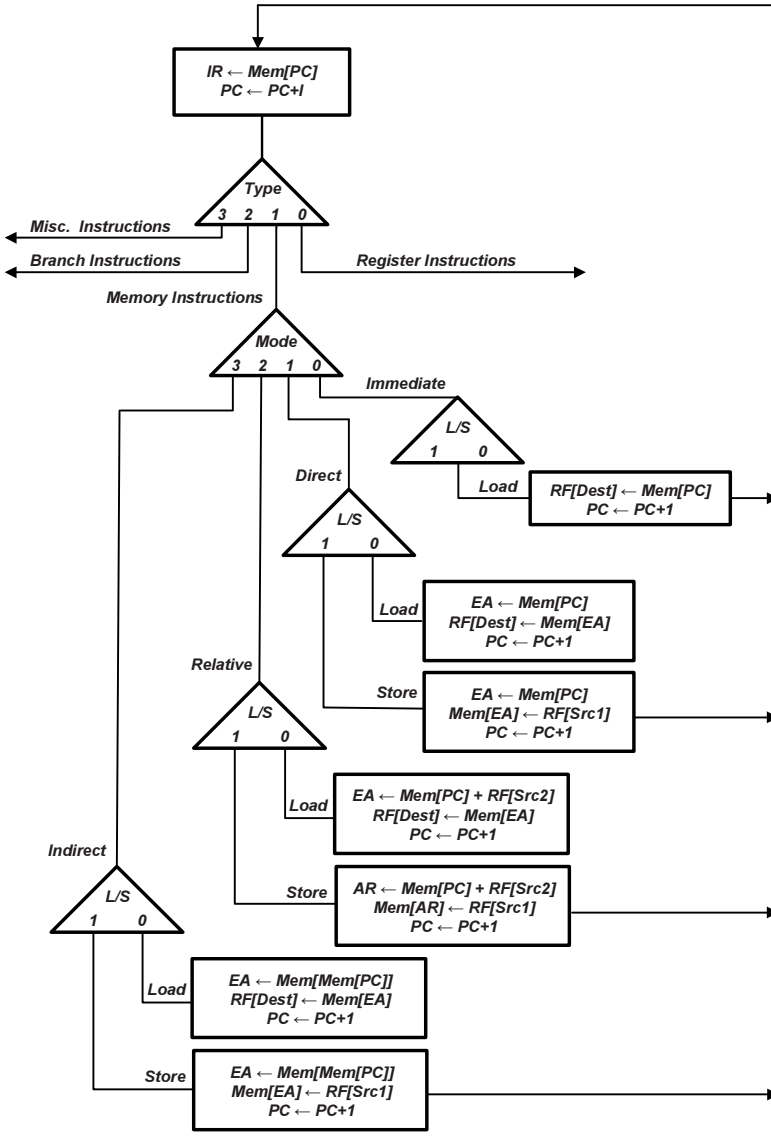 IR ← Mem[PC]
PC ← PC+I
Type
3 2 1 0
Misc. Instructions
Branch Instructions
Register Instructions
Memory Instructions
Mode
3 2 1 0
Immediate
L/S
1 0
Load
RF[Dest] ← Mem[PC]
PC ← PC+1
Direct
L/S
1 0
Load
EA ← Mem[PC]
RF[Dest] ← Mem[EA]
PC ← PC+1
Store
EA ← Mem[PC]
Mem[EA] ← RF[Src1]
PC ← PC+1
Relative
L/S
1 0
Load
EA ← Mem[PC] + RF[Src2]
RF[Dest] ← Mem[EA]
PC ← PC+1
Store
AR ← Mem[PC] + RF[Src2]
Mem[AR] ← RF[Src1]
PC ← PC+1
Indirect
L/S
1 0
Load
EA ← Mem[Mem[PC]]
RF[Dest] ← Mem[EA]
PC ← PC+1
Store
EA ← Mem[Mem[PC]]
Mem[EA] ← RF[Src1]
PC ← PC+1